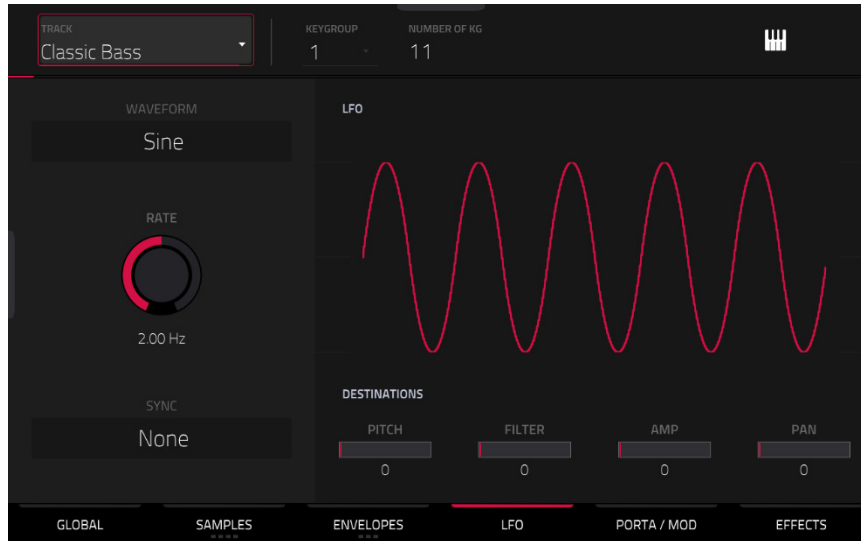 TRACK
Classic Bass
KEYGROUP
1
NUMBER OF KG
11
WAVEFORM
Sine
RATE
2.00 Hz
SYNC
None
LFO
DESTINATIONS
PITCH FILTER AMP PAN
0 0 0 0
GLOBAL SAMPLES ENVELOPES LFO PORTA / MOD EFFECTS